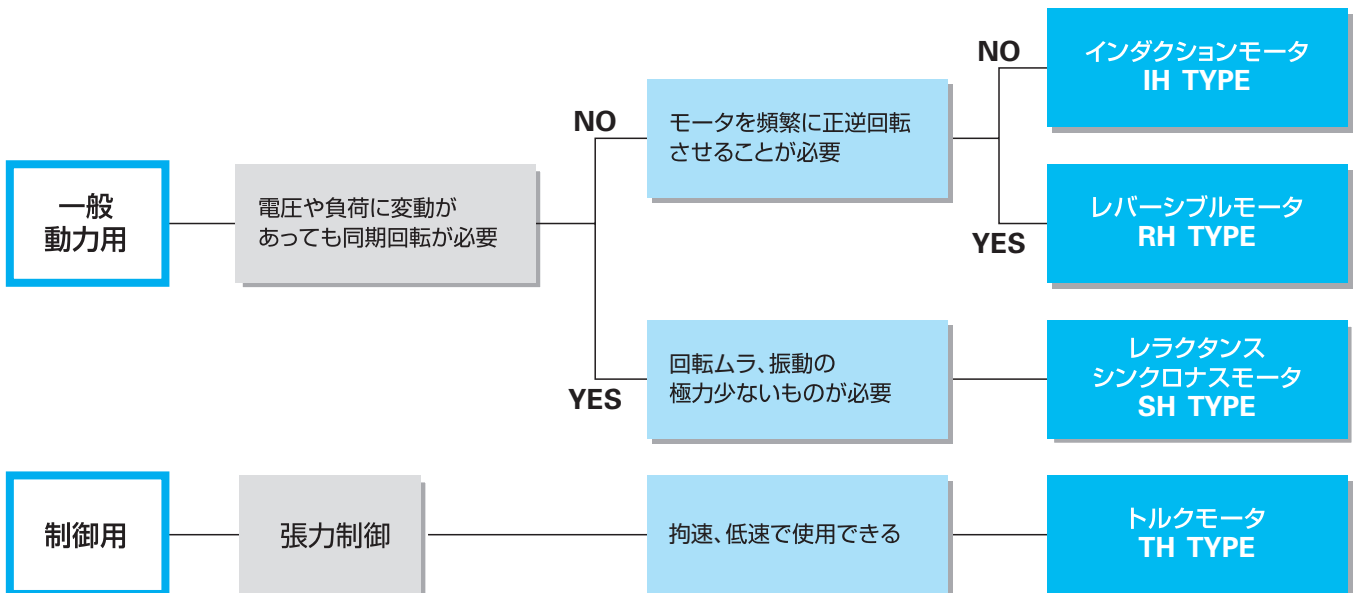 一般
動力用
電圧や負荷に変動が
あっても同期回転が必要
NO
モータを頻繁に正逆回転
させることが必要
NO
インダクションモータ
IH TYPE
YES
レバーシブルモータ
RH TYPE
YES
回転ムラ、振動の
極力少ないものが必要
レラクタンス
シンクロナスモータ
SH TYPE
制御用
張力制御
拘速、低速で使用できる
トルクモータ
TH TYPE